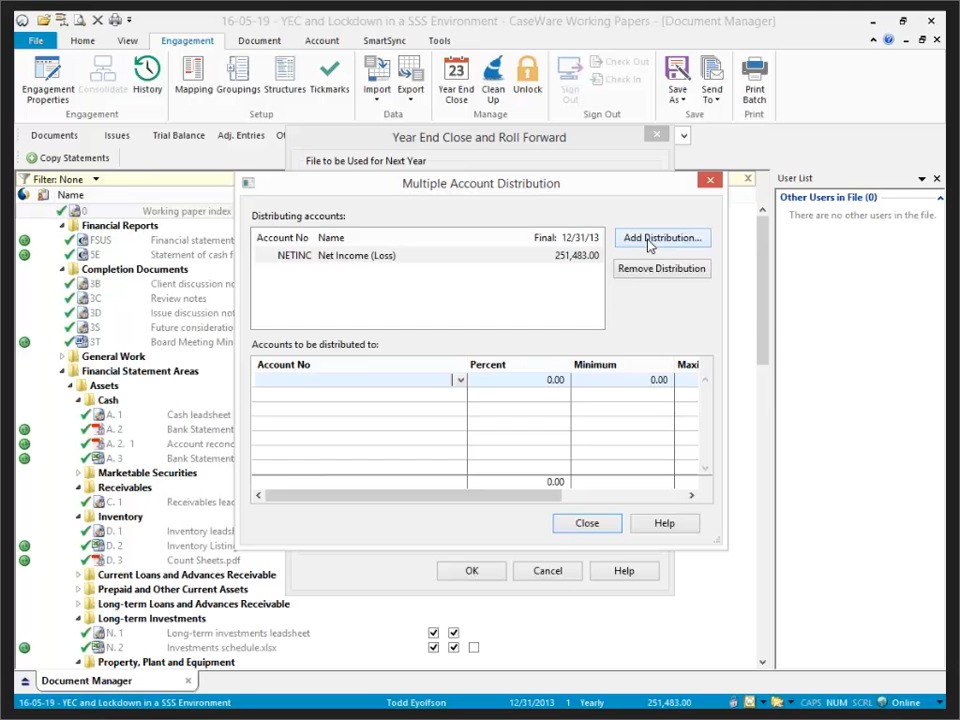 16-05-19 - YEC and Lockdown in a SSS Environment - CaseWare Working Papers - [Document Manager]
File Home View Engagement Document Account SmartSync Tools
Engagement Properties Consolidate History Mapping Groupings Structures Tickmarks Import Export Year End Close Clean Up Unlock Sign Out Check Out Check In Save As Send To Print Batch
23
Engagement Setup Data Manage Sign Out Save Print
Documents Issues Trial Balance Adj. Entries
Copy Statements
Year End Close and Roll Forward
File to be Used for Next Year
Filter: None
Name
0 Working paper index
Financial Reports
FSUS Financial statement
5E Statement of cash f
Completion Documents
3B Client discussion no
3C Review notes
3D Issue discussion not
3S Future consideratio
3T Board Meeting Min
General Work
Financial Statement Areas
Assets
Cash
A. 1 Cash leadsheet
A. 2 Bank Statement
A. 2. 1 Account reconc
A. 3 Bank Statement
Marketable Securities
Receivables
C. 1 Receivables lead
Inventory
D. 1 Inventory leads
D. 2 Inventory Listing
D. 3 Count Sheets.pdf
Current Loans and Advances Receivable
Prepaid and Other Current Assets
Long-term Loans and Advances Receivable
Long-term Investments
N. 1 Long-term investments leadsheet
N. 2 Investments schedule.xlsx
Property, Plant and Equipment
Multiple Account Distribution
Distributing accounts:
Account No Name Final: 12/31/13
NETINC Net Income (Loss) 251,483.00
Add Distribution...
Remove Distribution
Accounts to be distributed to:
Account No Percent Minimum Maxi
0.00 0.00
0.00
Close Help
OK Cancel Help
User List
Other Users in File (0)
There are no other users in the file.
Document Manager
16-05-19 - YEC and Lockdown in a SSS Environment Todd Eyolfson 12/31/2013 1 Yearly 251,483.00 CAPS NUM SCRL Online